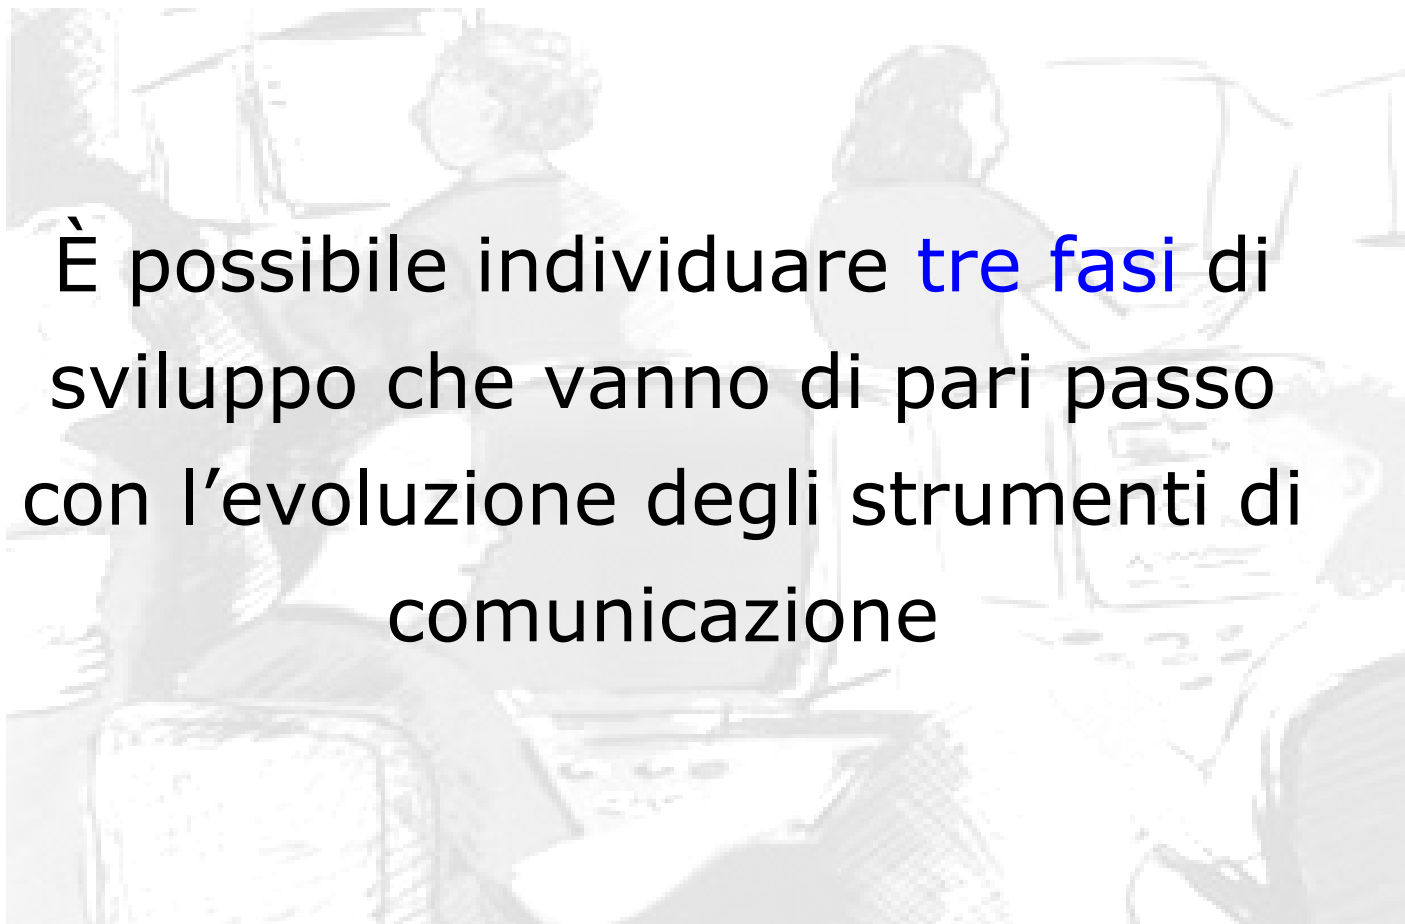 È possibile individuare tre fasi di
sviluppo che vanno di pari passo
con l’evoluzione degli strumenti di
comunicazione